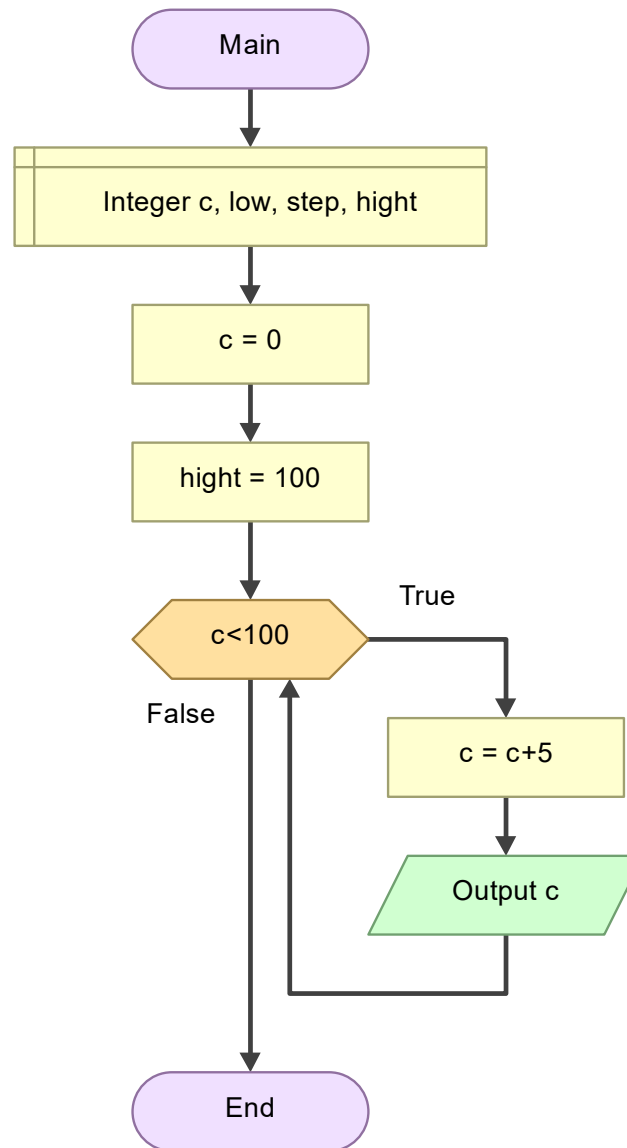 Main
Integer c, low, step, hight
c = 0
hight = 100
c<100
True
False
c = c+5
Output c
End